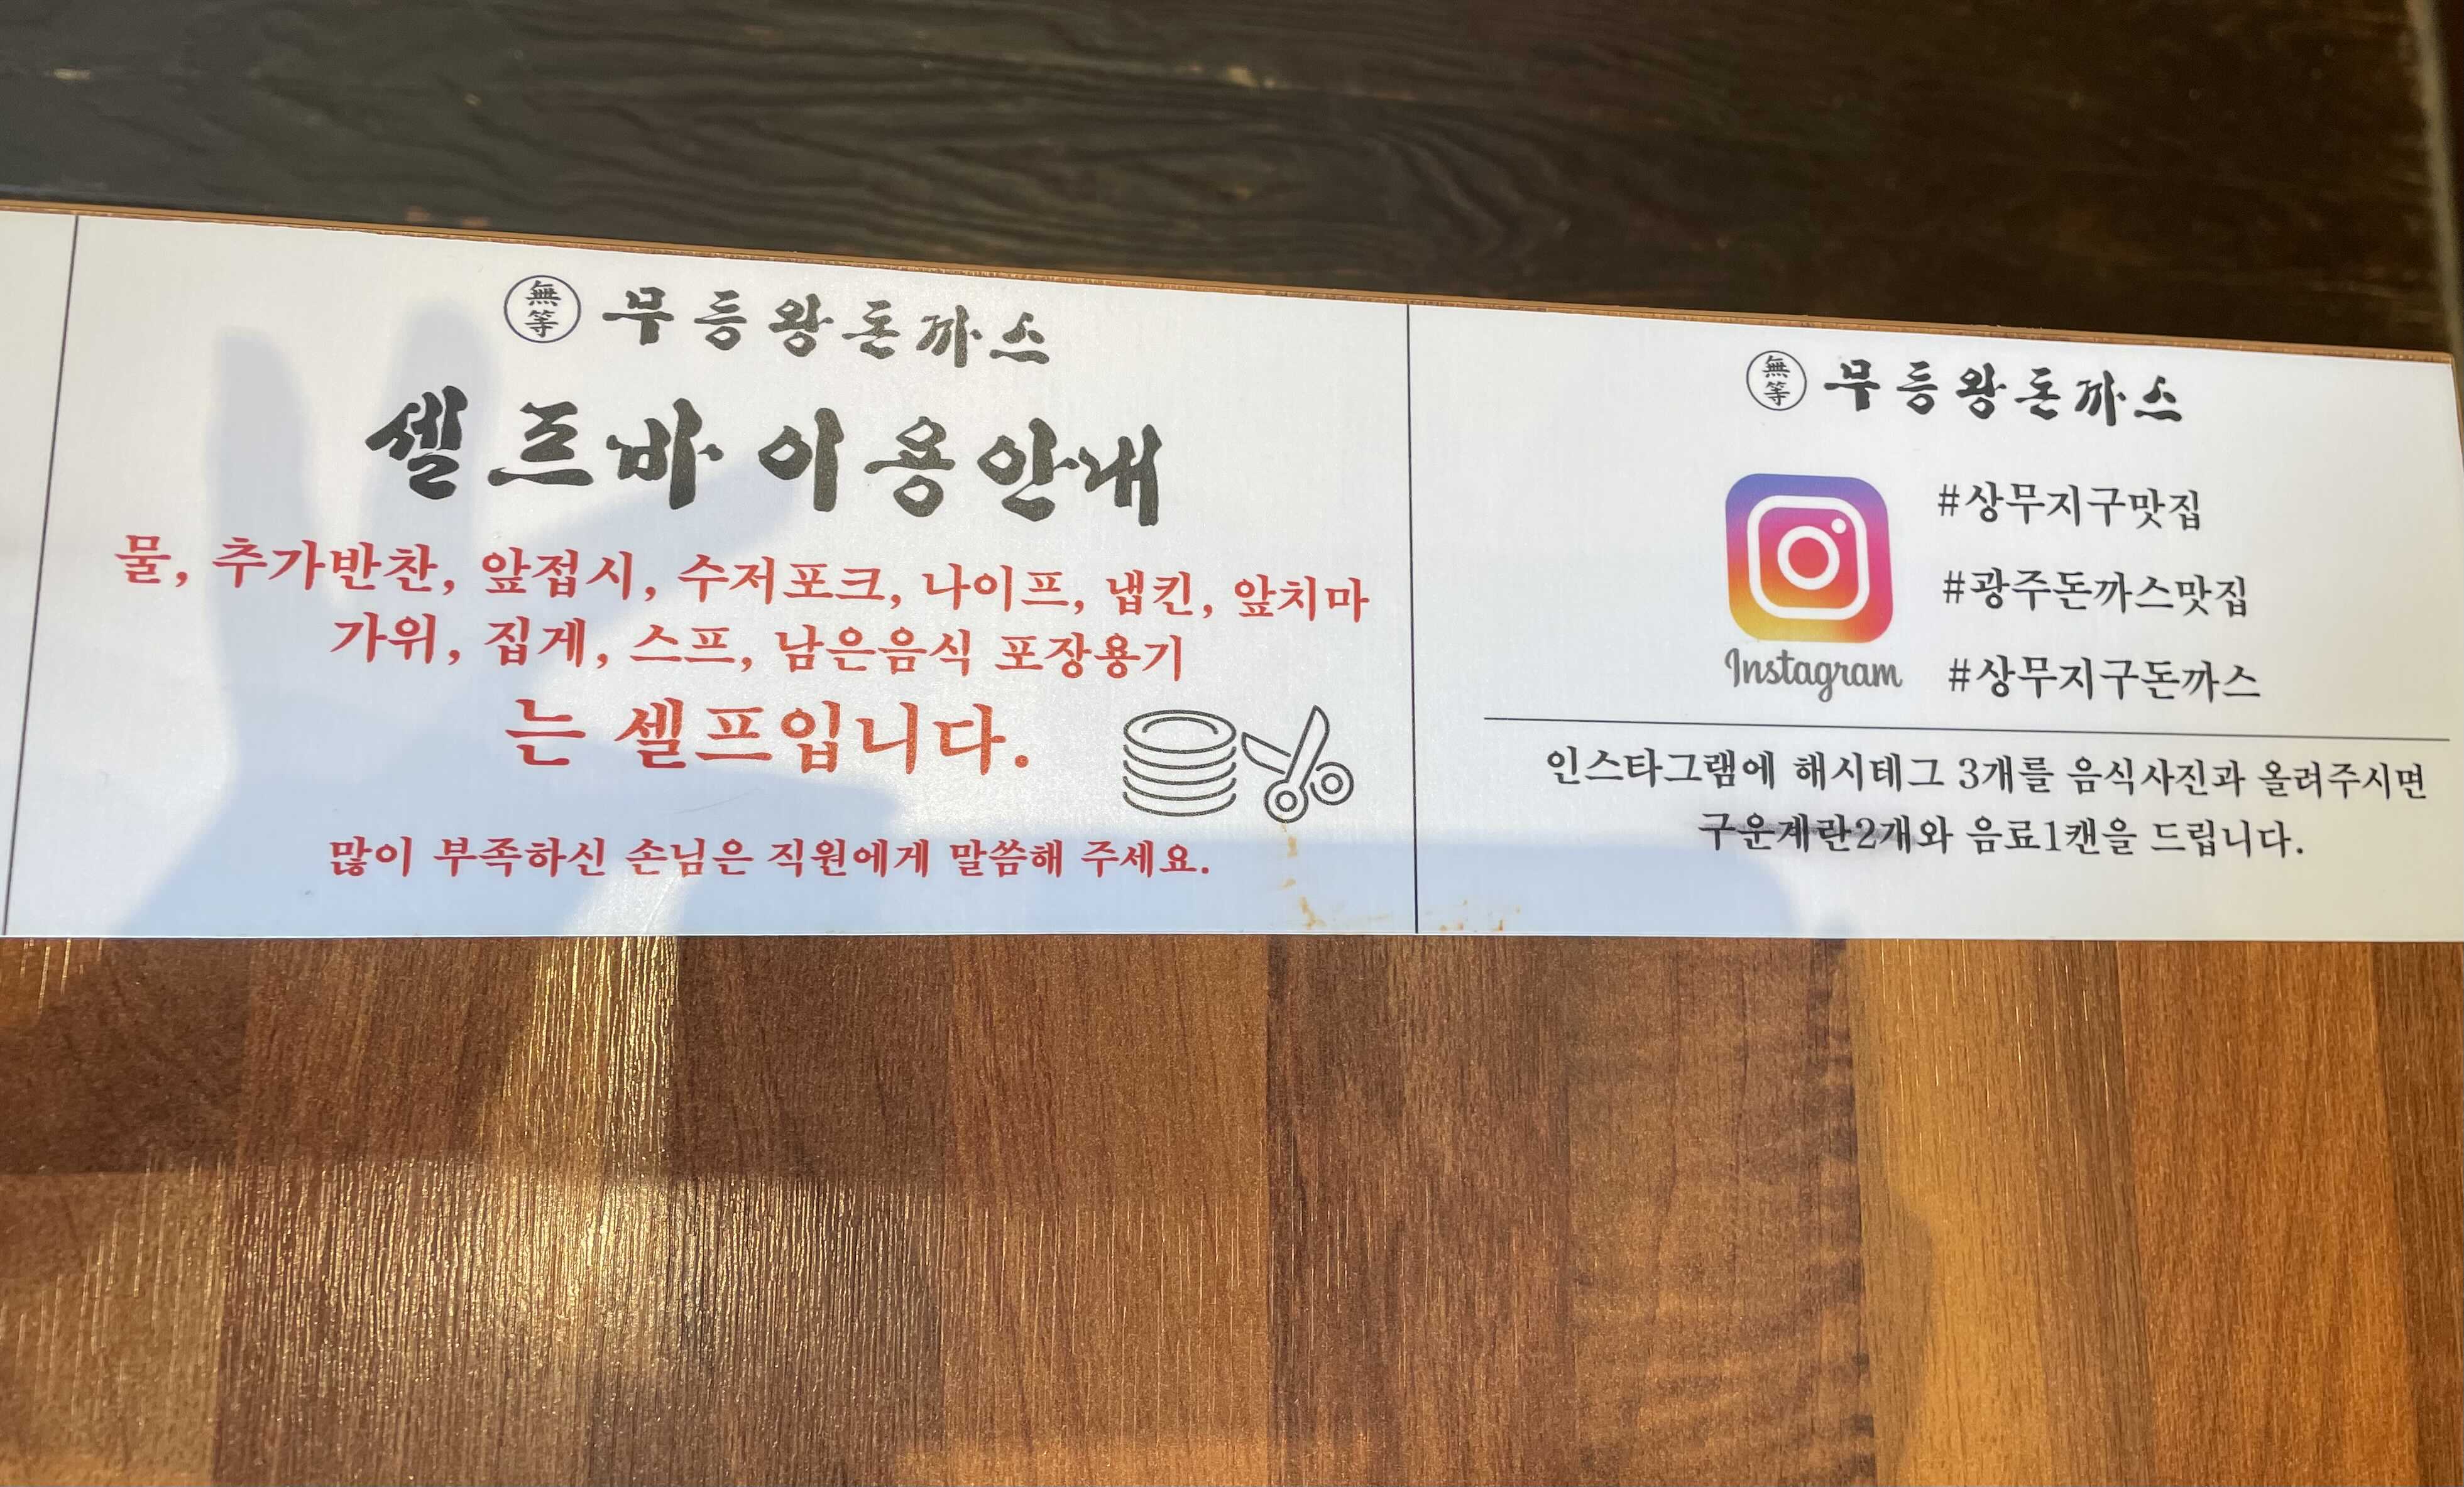 無等 무등왕돈까스
셀프바 이용안내
물, 추가반찬, 앞접시, 수저포크, 나이프, 냅킨, 앞치마
가위, 집게, 스프, 남은음식 포장용기
는 셀프입니다.
많이 부족하신 손님은 직원에게 말씀해 주세요.
無等 무등왕돈까스
Instagram
#상무지구맛집
#광주돈까스맛집
#상무지구돈까스
인스타그램에 해시테그 3개를 음식사진과 올려주시면
구운계란2개와 음료1캔을 드립니다.